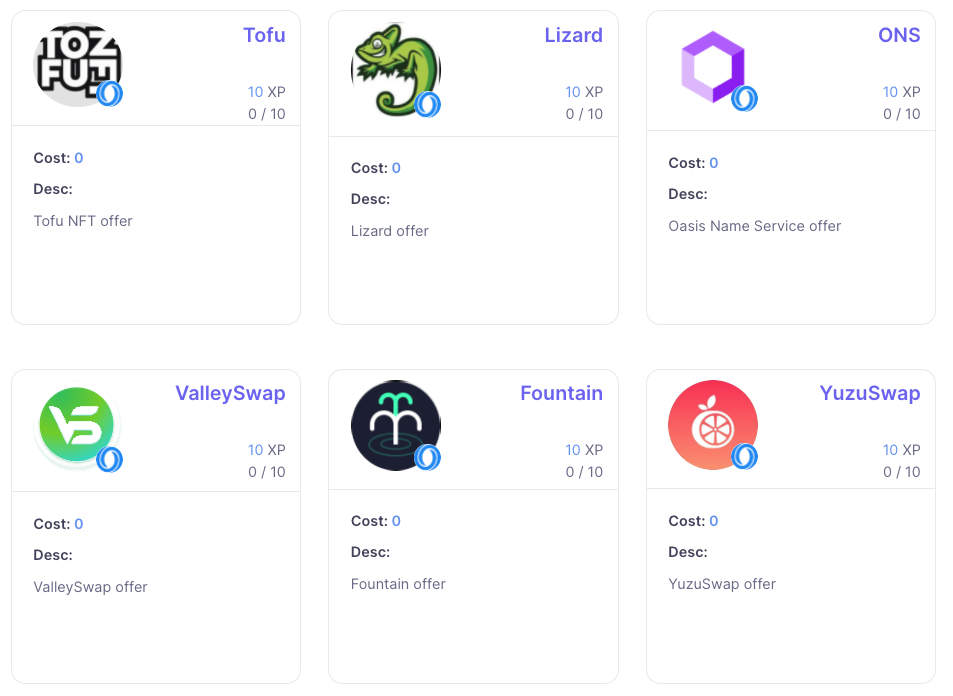 TOZ
FUE
Tofu
10 XP
0 / 10
Cost: 0
Desc:
Tofu NFT offer
Lizard
10 XP
0 / 10
Cost: 0
Desc:
Lizard offer
ONS
10 XP
0 / 10
Cost: 0
Desc:
Oasis Name Service offer
VS
ValleySwap
10 XP
0 / 10
Cost: 0
Desc:
ValleySwap offer
Fountain
10 XP
0 / 10
Cost: 0
Desc:
Fountain offer
YuzuSwap
10 XP
0 / 10
Cost: 0
Desc:
YuzuSwap offer